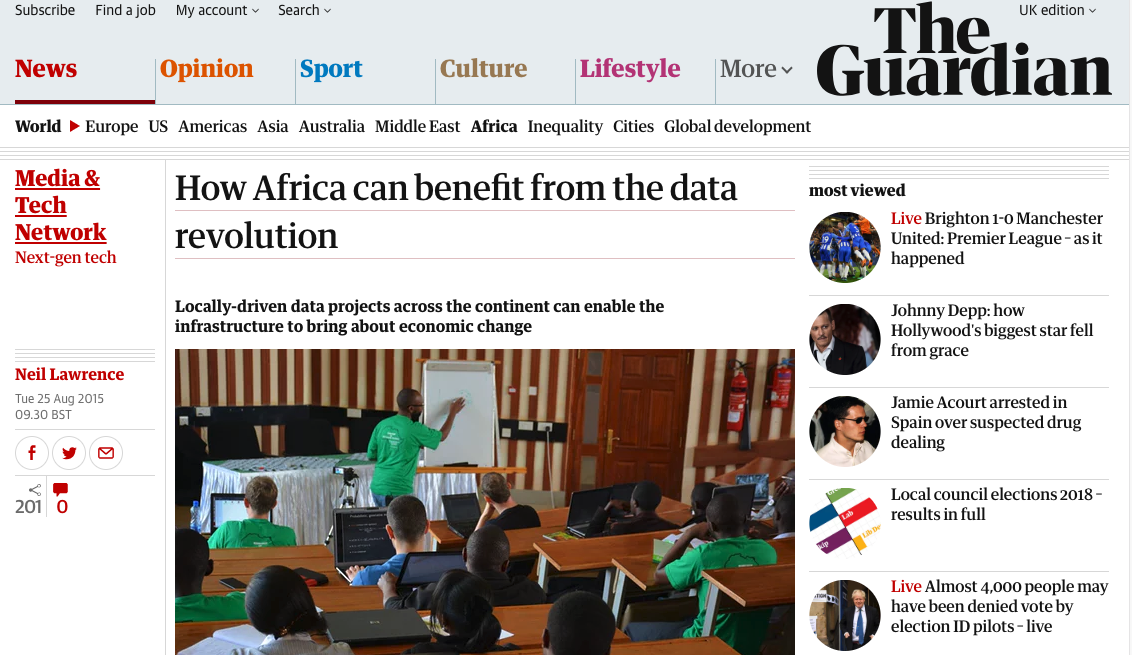 Subscribe Find a job My account Search UK edition
The
Guardian
News Opinion Sport Culture Lifestyle More
World Europe US Americas Asia Australia Middle East Africa Inequality Cities Global development
Media &
Tech
Network
Next-gen tech
How Africa can benefit from the data
revolution
Locally-driven data projects across the continent can enable the
infrastructure to bring about economic change
Neil Lawrence
Tue 25 Aug 2015
09.30 BST
201 0
most viewed
Live Brighton 1-0 Manchester
United: Premier League – as it
happened
Johnny Depp: how
Hollywood's biggest star fell
from grace
Jamie Acourt arrested in
Spain over suspected drug
dealing
Lab
Lib De
kip
Local council elections 2018 –
results in full
Live Almost 4,000 people may
have been denied vote by
election ID pilots – live